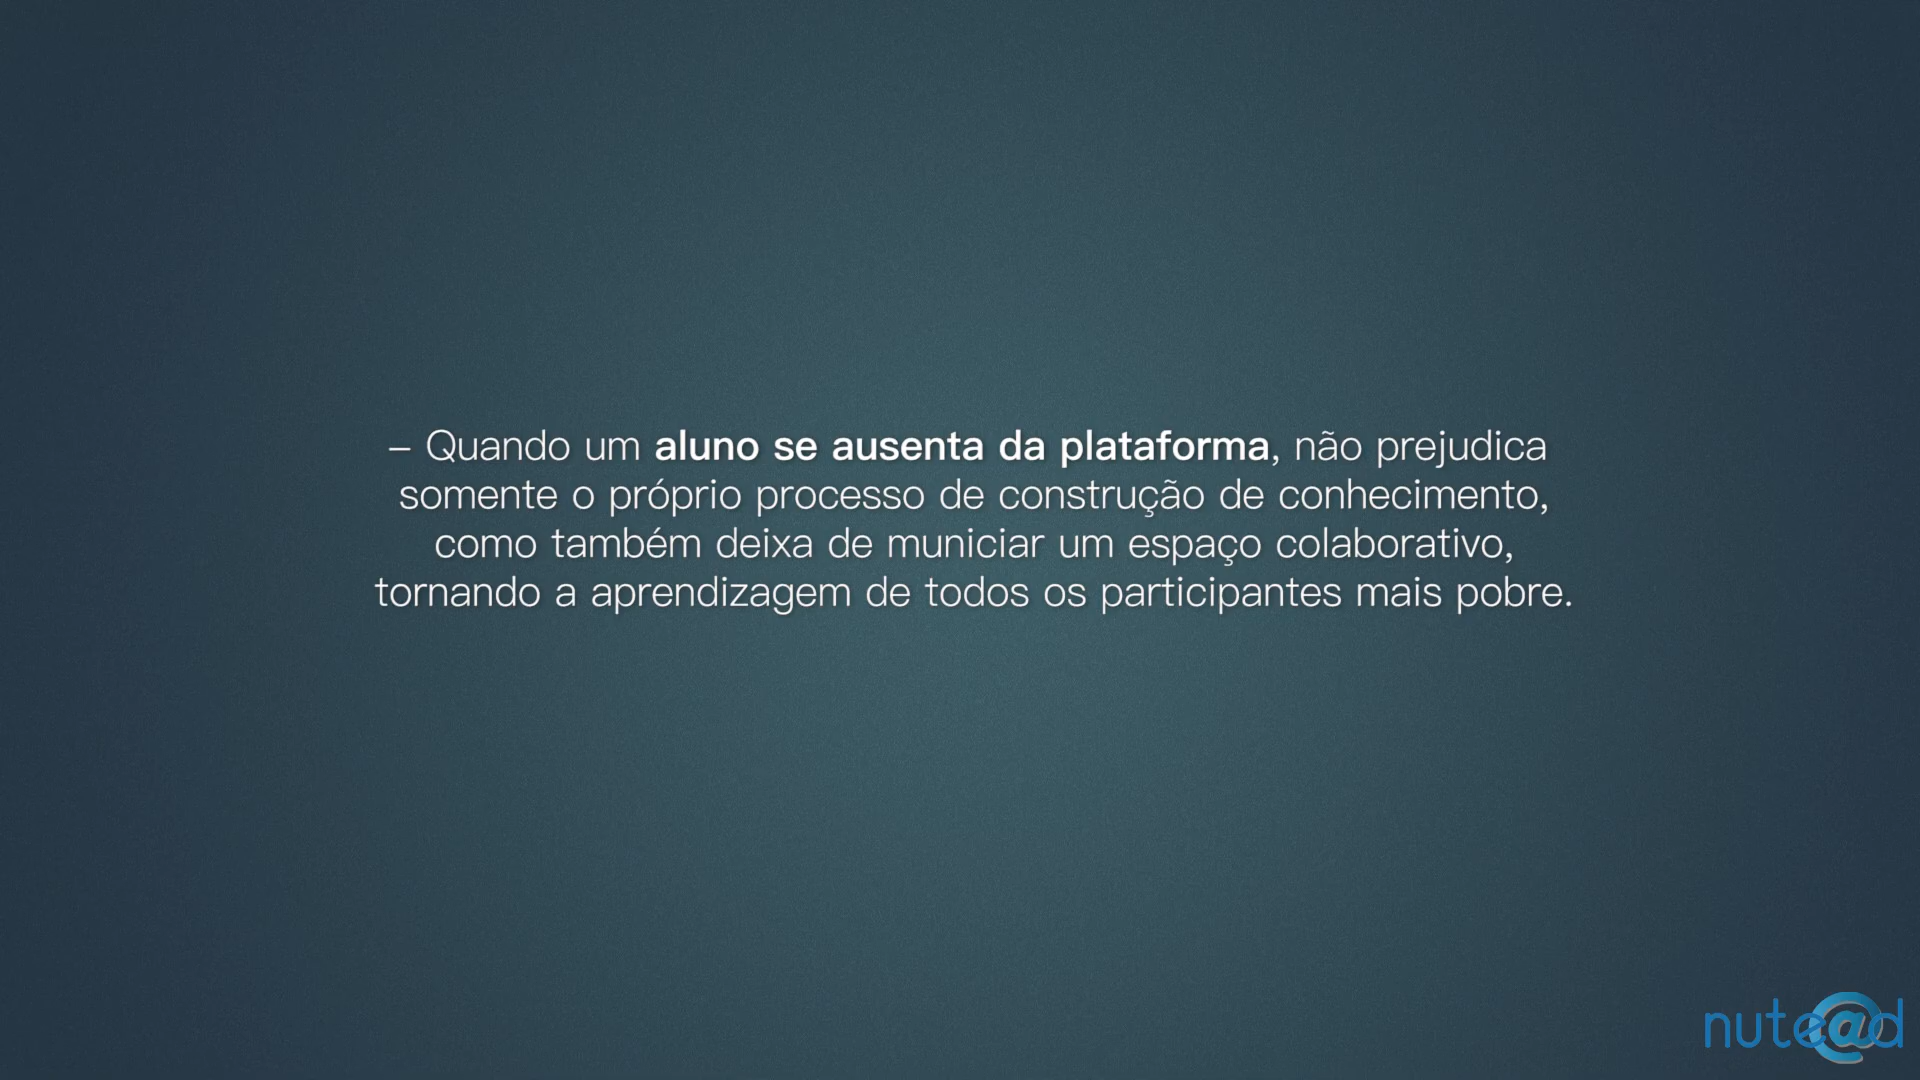 – Quando um aluno se ausenta da plataforma, não prejudica
somente o próprio processo de construção de conhecimento,
como também deixa de municiar um espaço colaborativo,
tornando a aprendizagem de todos os participantes mais pobre.
nute@d